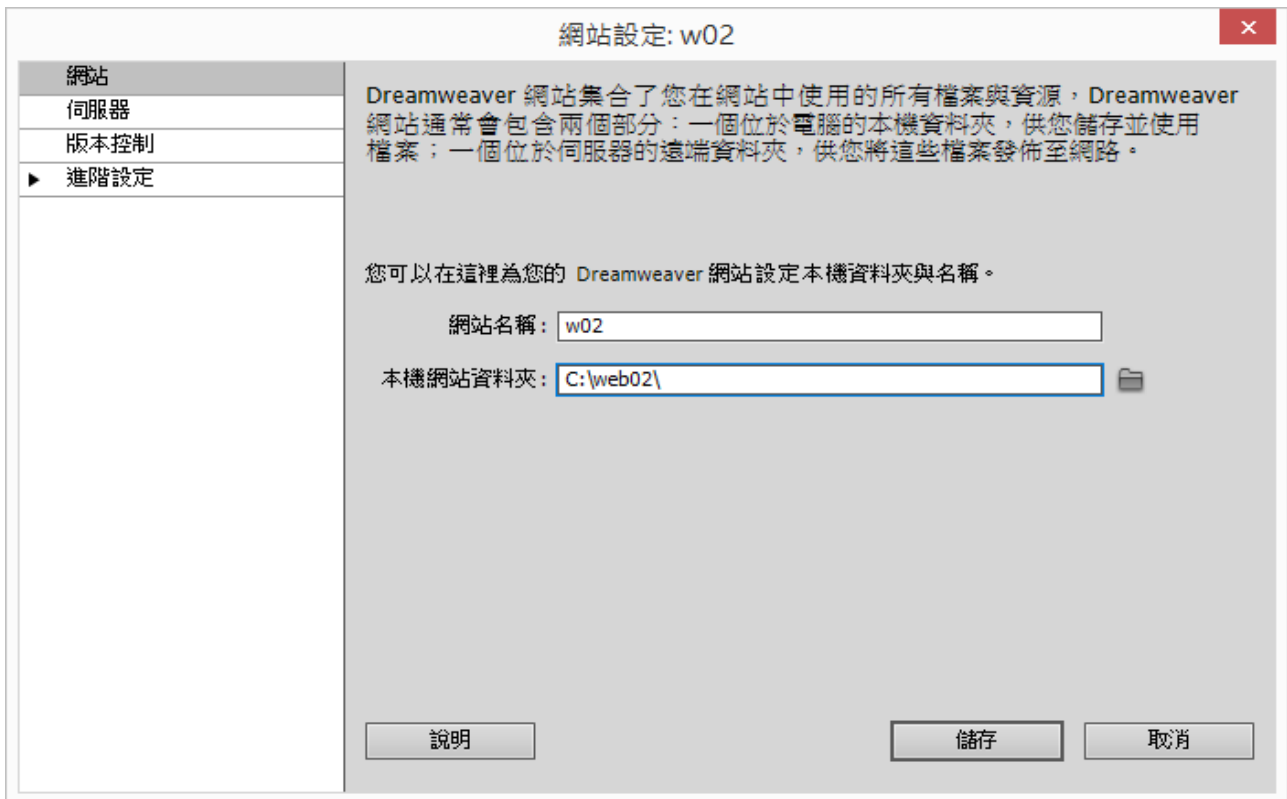 網站設定: w02
網站
伺服器
版本控制
進階設定
Dreamweaver 網站集合了您在網站中使用的所有檔案與資源，Dreamweaver
網站通常會包含兩個部分：一個位於電腦的本機資料夾，供您儲存並使用
檔案；一個位於伺服器的遠端資料夾，供您將這些檔案發佈至網路。
您可以在這裡為您的 Dreamweaver 網站設定本機資料夾與名稱。
網站名稱: w02
本機網站資料夾: C:\web02\
說明 儲存 取消